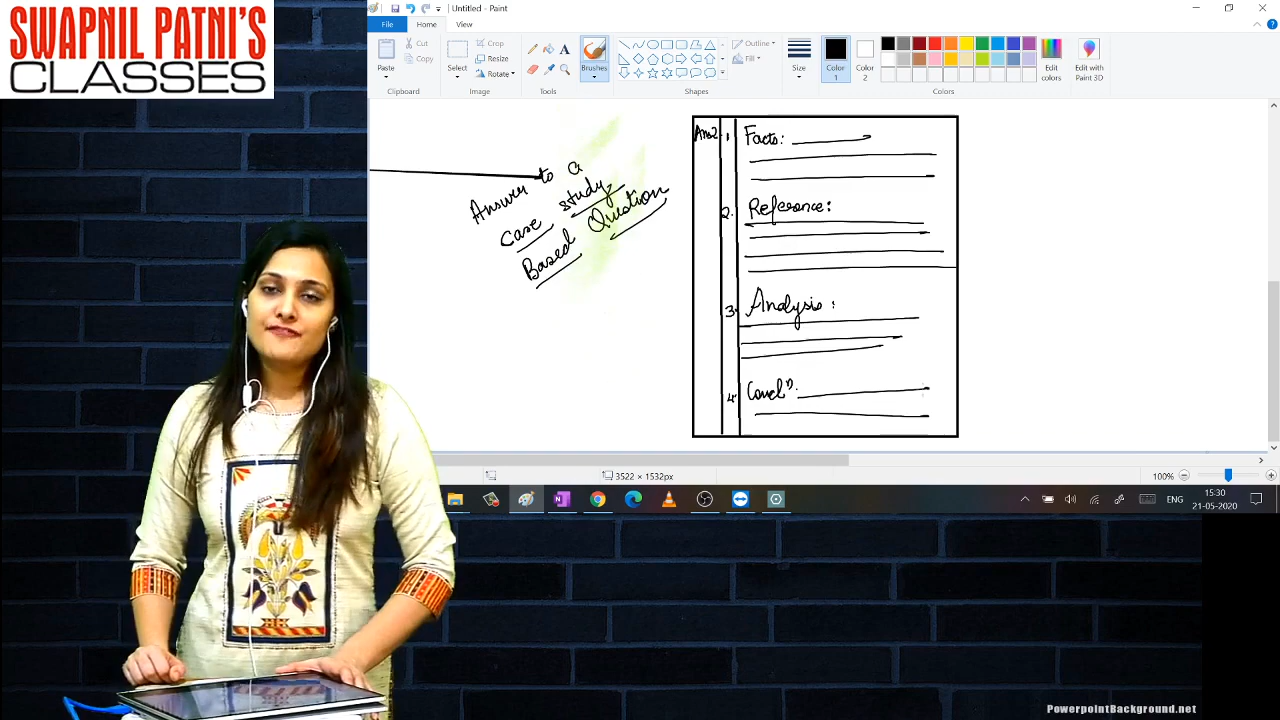 SWAPNIL PATNI'S
CLASSES
Untitled - Paint
File
Home
View
Paste
Cut
Copy
Clipboard
Select
Crop
Resize
Rotate
Image
A
Tools
Brushes
Shapes
Outline
Fill
Size
Color
1
Color
2
Edit
colors
Edit with
Paint 3D
Colors
Answer to a
case study
Based Question
Ans2
1.
Facts:
2.
Reference:
3.
Analysis:
4.
Concln.
3522 × 1532px
100%
ENG
15:30
21-05-2020
PowerpointBackground.net